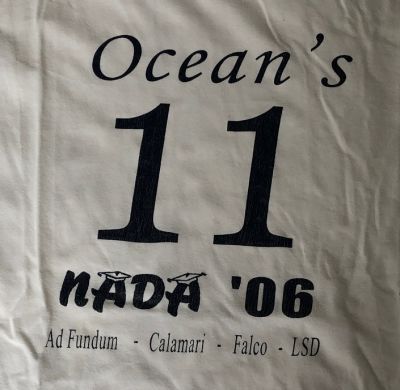 Ocean's
11
NADA '06
Ad Fundum - Calamari - Falco - LSD